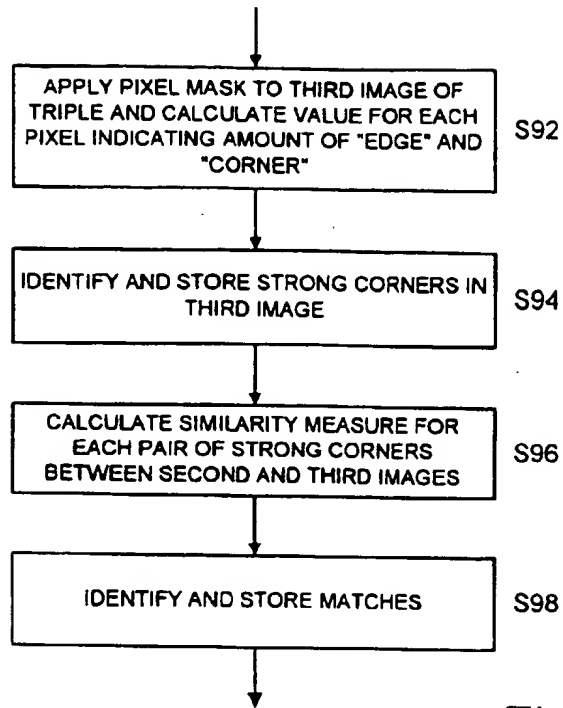 APPLY PIXEL MASK TO THIRD IMAGE OF
TRIPLE AND CALCULATE VALUE FOR EACH
PIXEL INDICATING AMOUNT OF "EDGE" AND
"CORNER"
S92
IDENTIFY AND STORE STRONG CORNERS IN
THIRD IMAGE
S94
CALCULATE SIMILARITY MEASURE FOR
EACH PAIR OF STRONG CORNERS
BETWEEN SECOND AND THIRD IMAGES
S96
IDENTIFY AND STORE MATCHES
S98